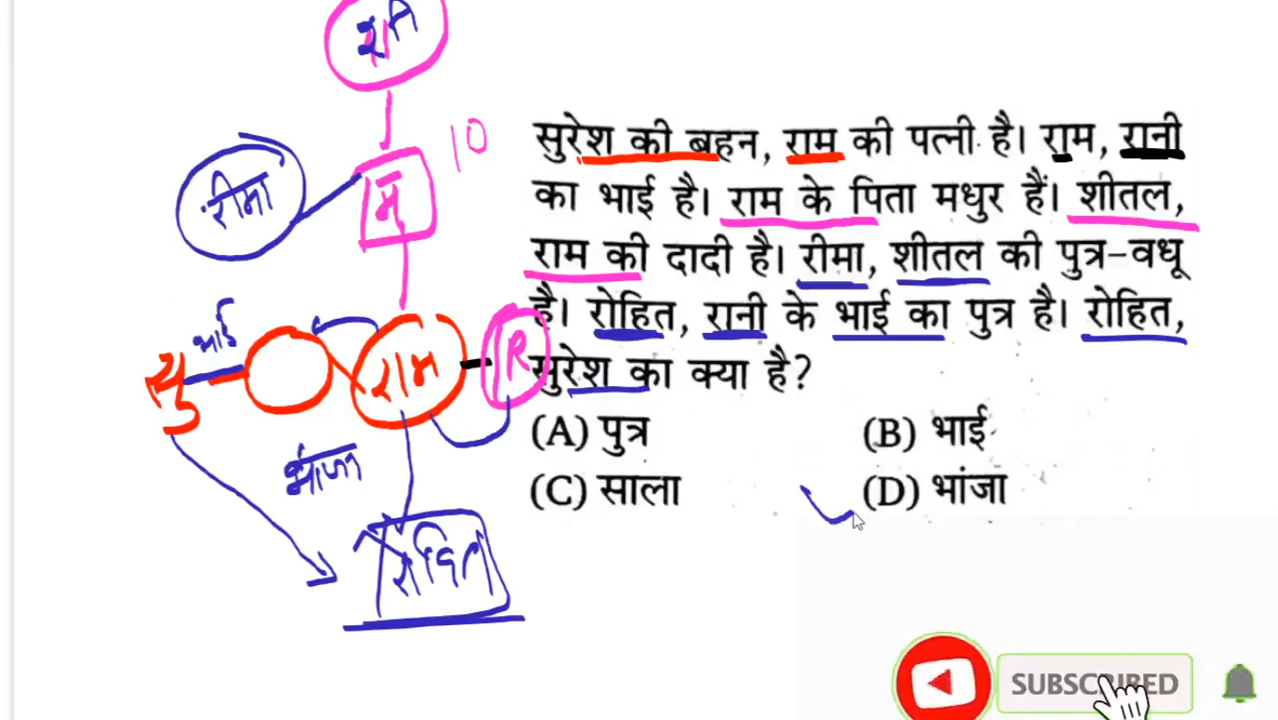 सुरेश की बहन, राम की पत्नी है। राम, रानी
का भाई है। राम के पिता मधुर हैं। शीतल,
राम की दादी है। रीमा, शीतल की पुत्र-वधू
है। रोहित, रानी के भाई का पुत्र है। रोहित,
सुरेश का क्या है?
(A) पुत्र (B) भाई
(C) साला (D) भांजा
10
रीमा
म
भाई
सु
राम
R
भांजा
रोहित
SUBSCRIBED